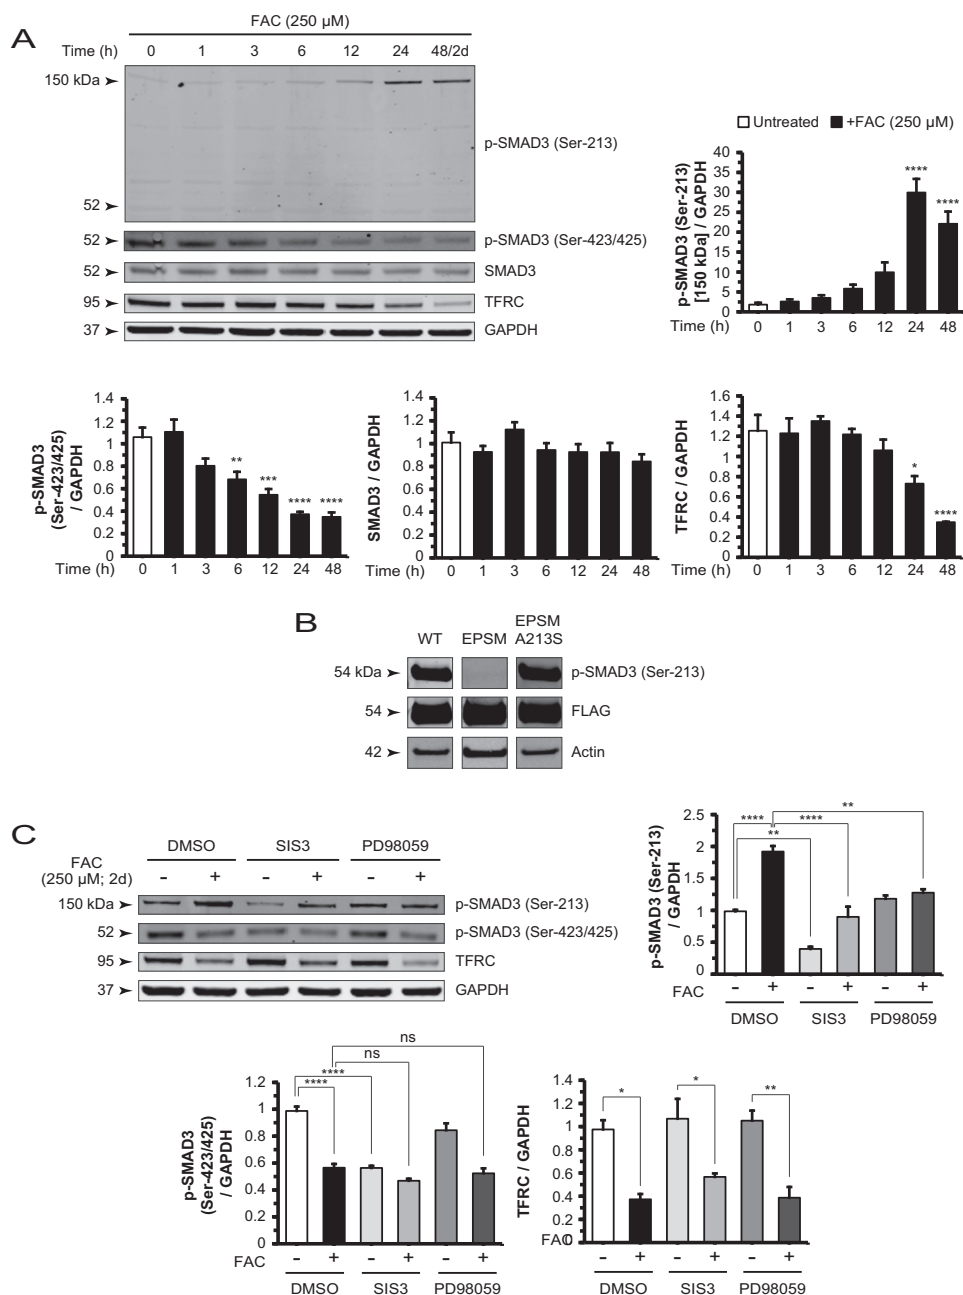 A
FAC (250 µM)
Time (h) 0 1 3 6 12 24 48/2d
150 kDa
p-SMAD3 (Ser-213)
52
52 p-SMAD3 (Ser-423/425)
52 SMAD3
95 TFRC
37 GAPDH
Untreated +FAC (250 µM)
p-SMAD3 (Ser-213)
[150 kDa] / GAPDH
40
35
30
25
20
15
10
5
0
****
****
Time (h) 0 1 3 6 12 24 48
p-SMAD3
(Ser-423/425)
/ GAPDH
1.4
1.2
1
0.8
0.6
0.4
0.2
0
** *** **** ****
Time (h) 0 1 3 6 12 24 48
SMAD3 / GAPDH
1.4
1.2
1
0.8
0.6
0.4
0.2
0
Time (h) 0 1 3 6 12 24 48
TFRC / GAPDH
1.6
1.4
1.2
1
0.8
0.6
0.4
0.2
0
*
****
Time (h) 0 1 3 6 12 24 48
B
WT EPSM EPSM
A213S
54 kDa p-SMAD3 (Ser-213)
54 FLAG
42 Actin
C
DMSO SIS3 PD98059
FAC
(250 µM; 2d) - + - + - +
150 kDa p-SMAD3 (Ser-213)
52 p-SMAD3 (Ser-423/425)
95 TFRC
37 GAPDH
p-SMAD3 (Ser-213)
/ GAPDH
2.5
2
1.5
1
0.5
0
**
**** ****
**
FAC - + - + - +
DMSO SIS3 PD98059
p-SMAD3
(Ser-423/425)
/ GAPDH
1.2
1
0.8
0.6
0.4
0.2
0
ns
ns
****
****
FAC - + - + - +
DMSO SIS3 PD98059
TFRC / GAPDH
1.4
1.2
1
0.8
0.6
0.4
0.2
0
* * **
FAC - + - + - +
DMSO SIS3 PD98059